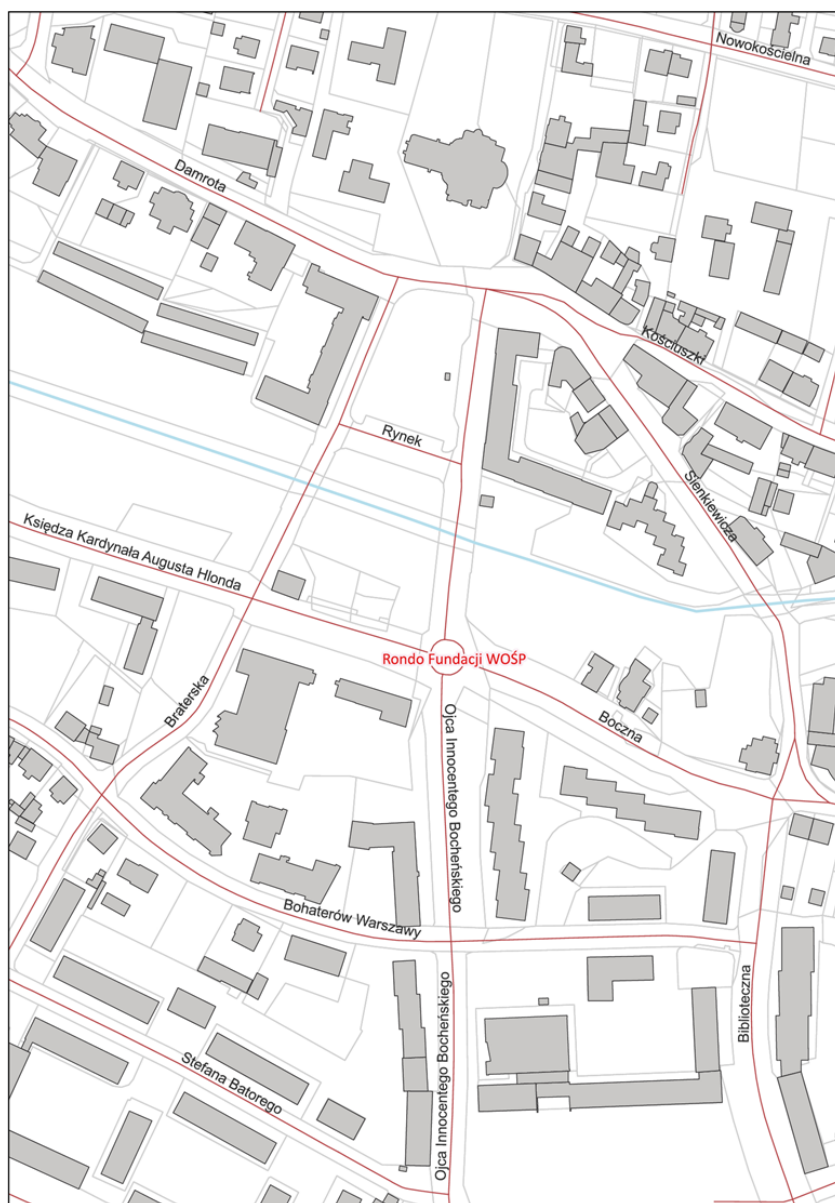 Nowokościelna
Damrota
Kościuszki
Rynek
Sienkiewicza
Księdza Kardynała Augusta Hlonda
Rondo Fundacji WOŚP
Braterska
Boczna
Ojca Innocentego Bocheńskiego
Bohaterów Warszawy
Biblioteczna
Ojca Innocentego Bocheńskiego
Stefana Batorego